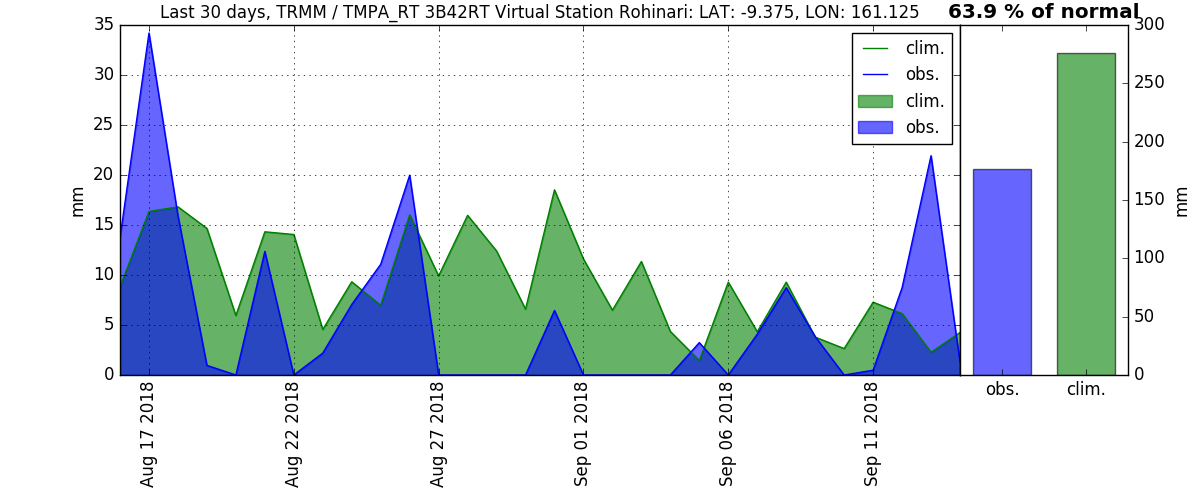 Last 30 days, TRMM / TMPA_RT 3B42RT Virtual Station Rohinari: LAT: -9.375, LON: 161.125
63.9 % of normal
35
30
25
20
15
10
5
0
mm
clim.
obs.
clim.
obs.
300
250
200
150
100
50
0
mm
Aug 17 2018
Aug 22 2018
Aug 27 2018
Sep 01 2018
Sep 06 2018
Sep 11 2018
obs.
clim.